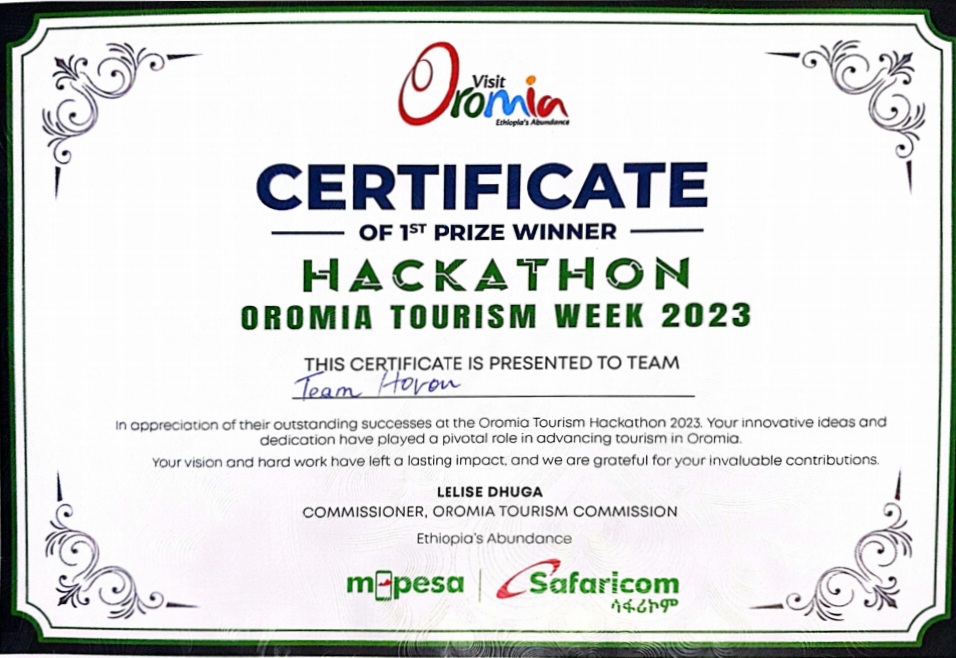 Visit
Oromia
Ethiopia's Abundance
CERTIFICATE
OF 1ST PRIZE WINNER
HACKATHON
OROMIA TOURISM WEEK 2023
THIS CERTIFICATE IS PRESENTED TO TEAM
Team Horon
In appreciation of their outstanding successes at the Oromia Tourism Hackathon 2023. Your innovative ideas and
dedication have played a pivotal role in advancing tourism in Oromia.
Your vision and hard work have left a lasting impact, and we are grateful for your invaluable contributions.
LELISE DHUGA
COMMISSIONER, OROMIA TOURISM COMMISSION
Ethiopia's Abundance
m-pesa | Safaricom
ሳፋሪኮም